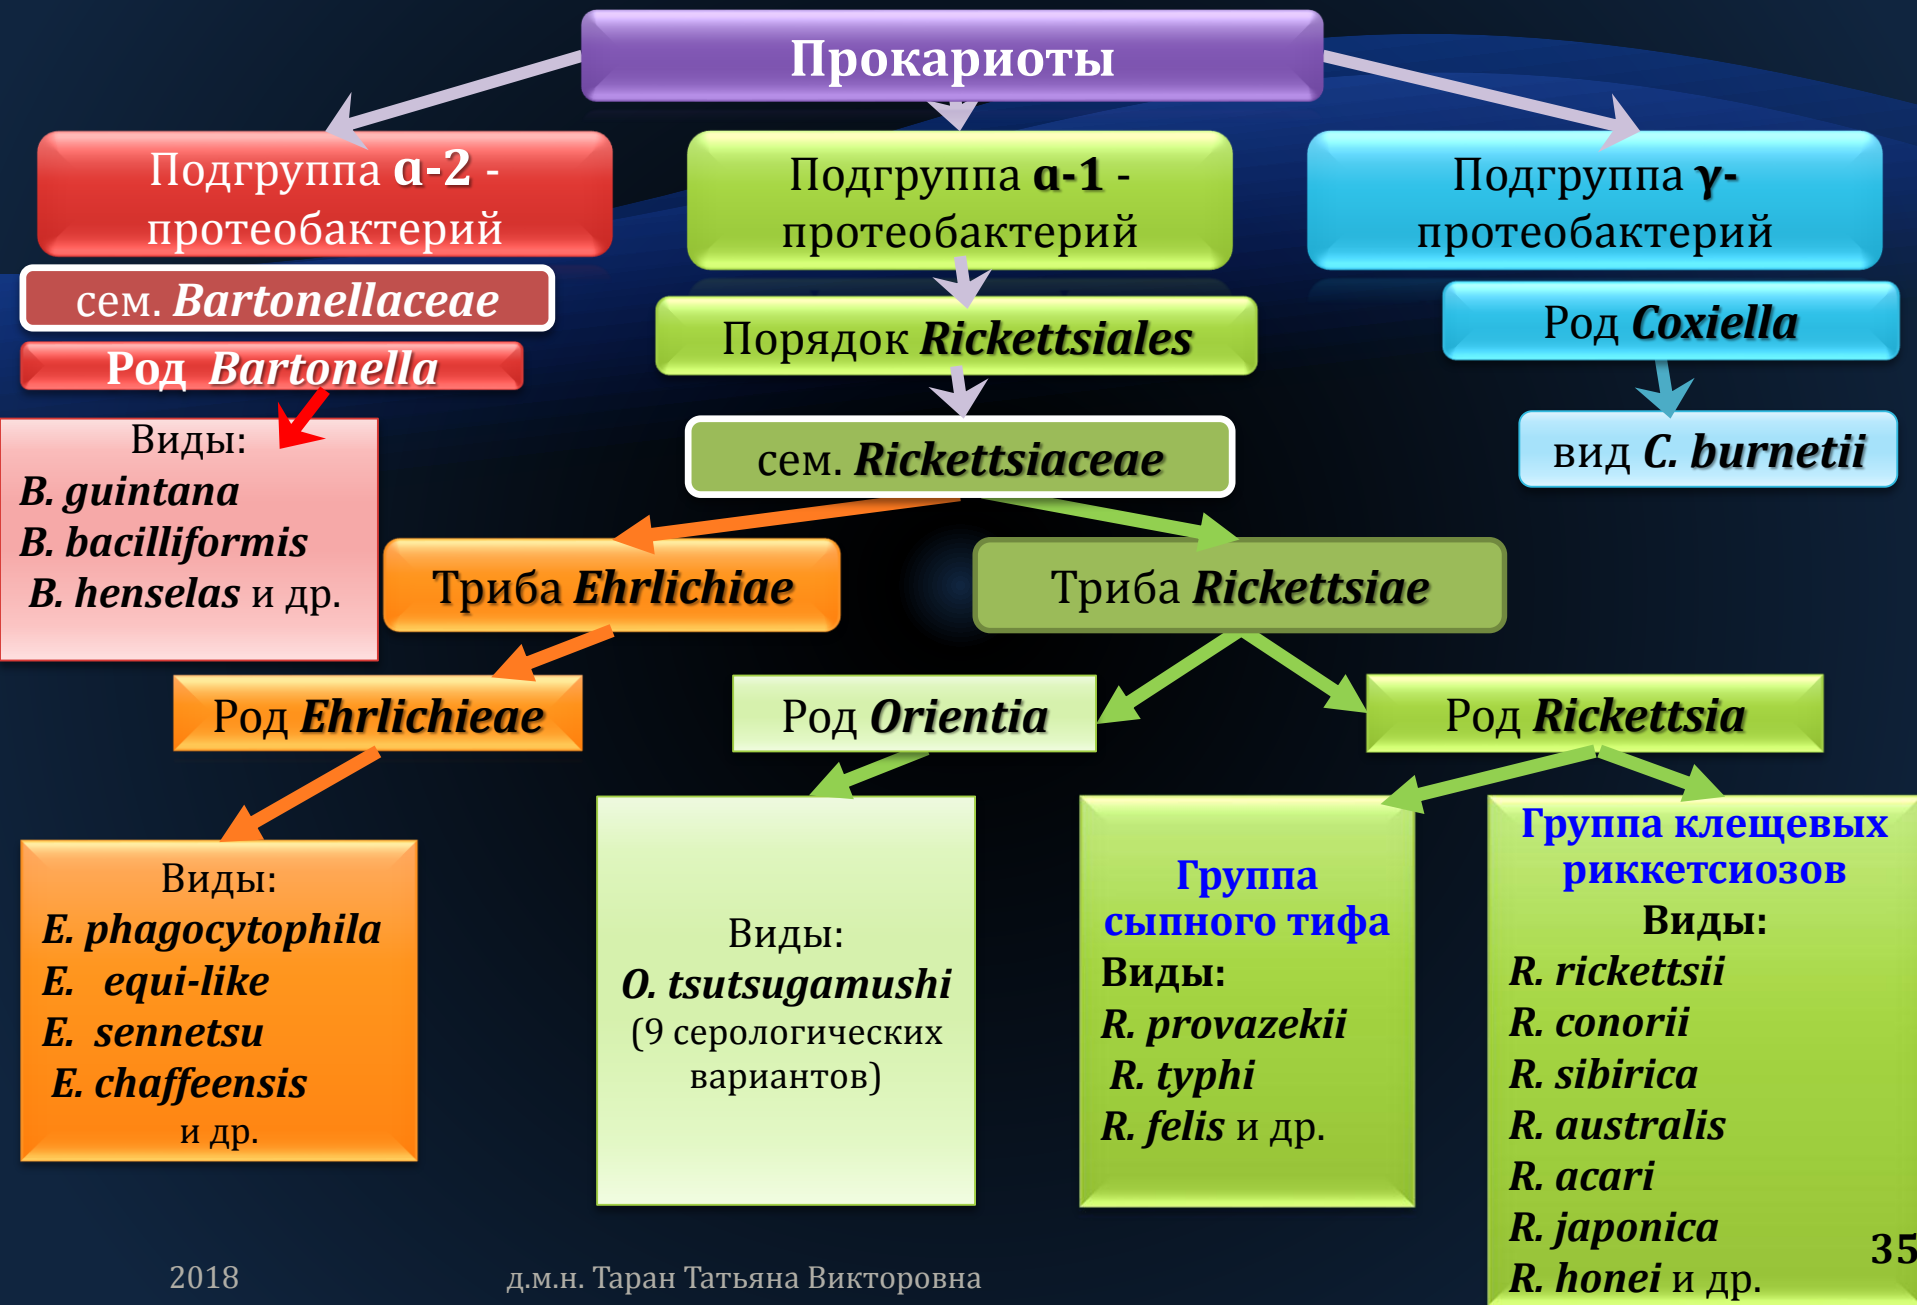 Прокариоты
Подгруппа α-2 -
протеобактерий
сем. Bartonellaceae
Род Bartonella
Виды:
B. guintana
B. bacilliformis
B. henselas и др.
Подгруппа α-1 -
протеобактерий
Порядок Rickettsiales
сем. Rickettsiaceae
Подгруппа γ-
протеобактерий
Род Coxiella
вид C. burnetii
Триба Ehrlichiae
Триба Rickettsiae
Род Ehrlichieae
Род Orientia
Род Rickettsia
Виды:
E. phagocytophila
E. equi-like
E. sennetsu
E. chaffeensis
и др.
Виды:
O. tsutsugamushi
(9 серологических
вариантов)
Группа
сыпного тифа
Виды:
R. provazekii
R. typhi
R. felis и др.
Группа клещевых
риккетсиозов
Виды:
R. rickettsii
R. conorii
R. sibirica
R. australis
R. acari
R. japonica
R. honei и др.
35
2018
д.м.н. Таран Татьяна Викторовна